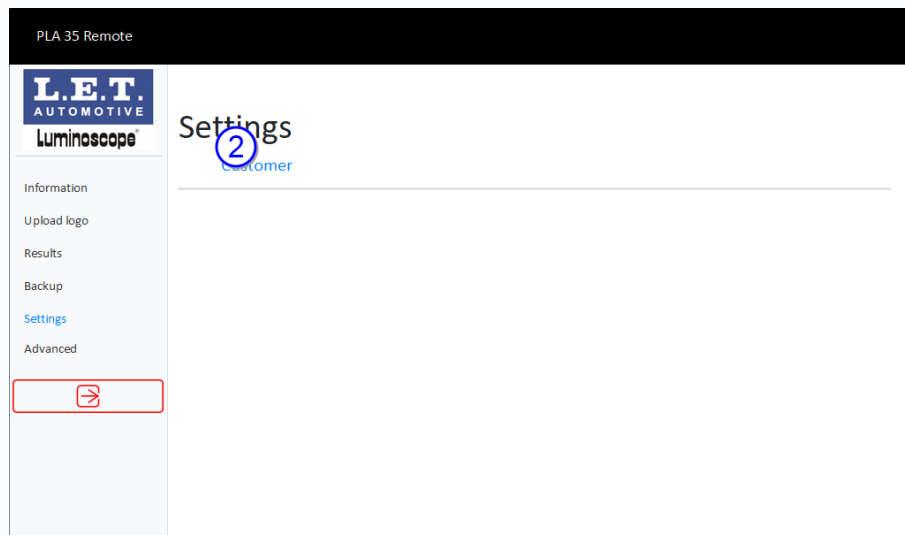 PLA 35 Remote
L.E.T.
AUTOMOTIVE
Luminoscope®
Information
Upload logo
Results
Backup
Settings
Advanced
Settings
2
Customer